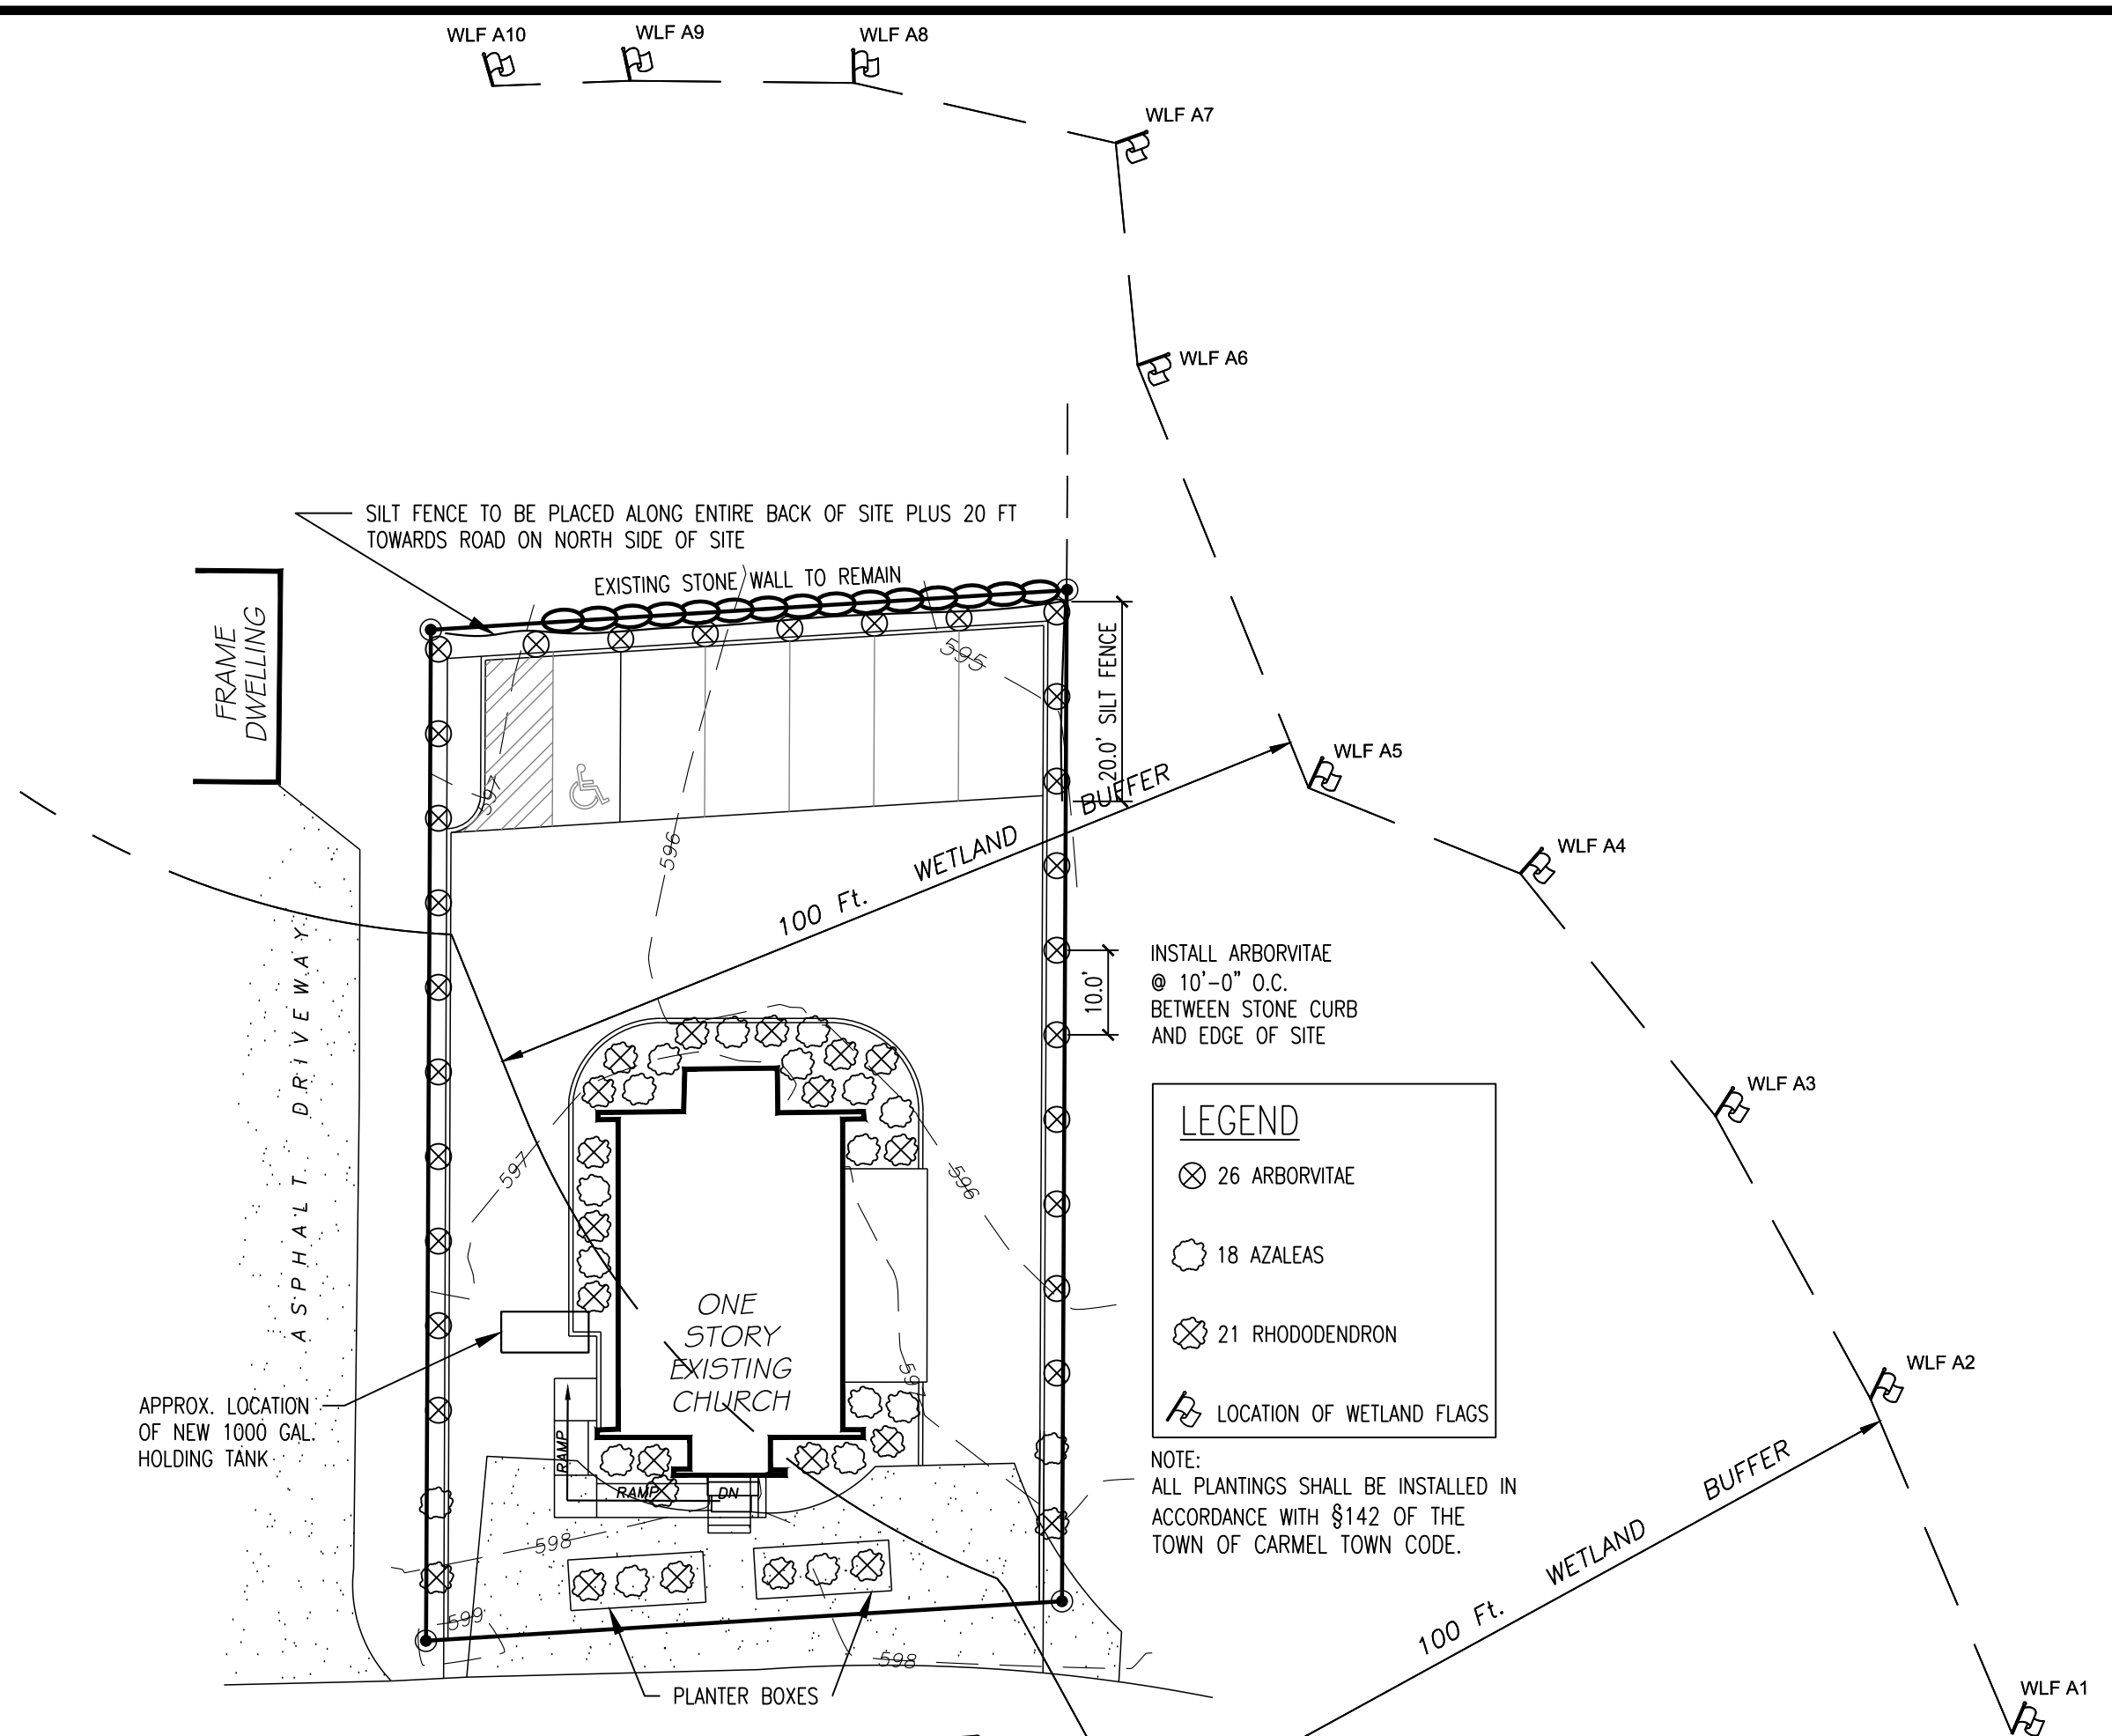 WLF A10
WLF A9
WLF A8
WLF A7
WLF A6
SILT FENCE TO BE PLACED ALONG ENTIRE BACK OF SITE PLUS 20 FT
TOWARDS ROAD ON NORTH SIDE OF SITE
EXISTING STONE WALL TO REMAIN
FRAME
DWELLING
595
20.0' SILT FENCE
597
596
WLF A5
100 Ft. WETLAND BUFFER
WLF A4
ASPHALT DRIVEWAY
10.0'
INSTALL ARBORVITAE
@ 10'-0" O.C.
BETWEEN STONE CURB
AND EDGE OF SITE
WLF A3
LEGEND
26 ARBORVITAE
18 AZALEAS
21 RHODODENDRON
LOCATION OF WETLAND FLAGS
597
596
ONE
STORY
EXISTING
CHURCH
597
WLF A2
APPROX. LOCATION
OF NEW 1000 GAL.
HOLDING TANK
RAMP
RAMP
DN
NOTE:
ALL PLANTINGS SHALL BE INSTALLED IN
ACCORDANCE WITH §142 OF THE
TOWN OF CARMEL TOWN CODE.
598
599
598
100 Ft. WETLAND BUFFER
PLANTER BOXES
WLF A1